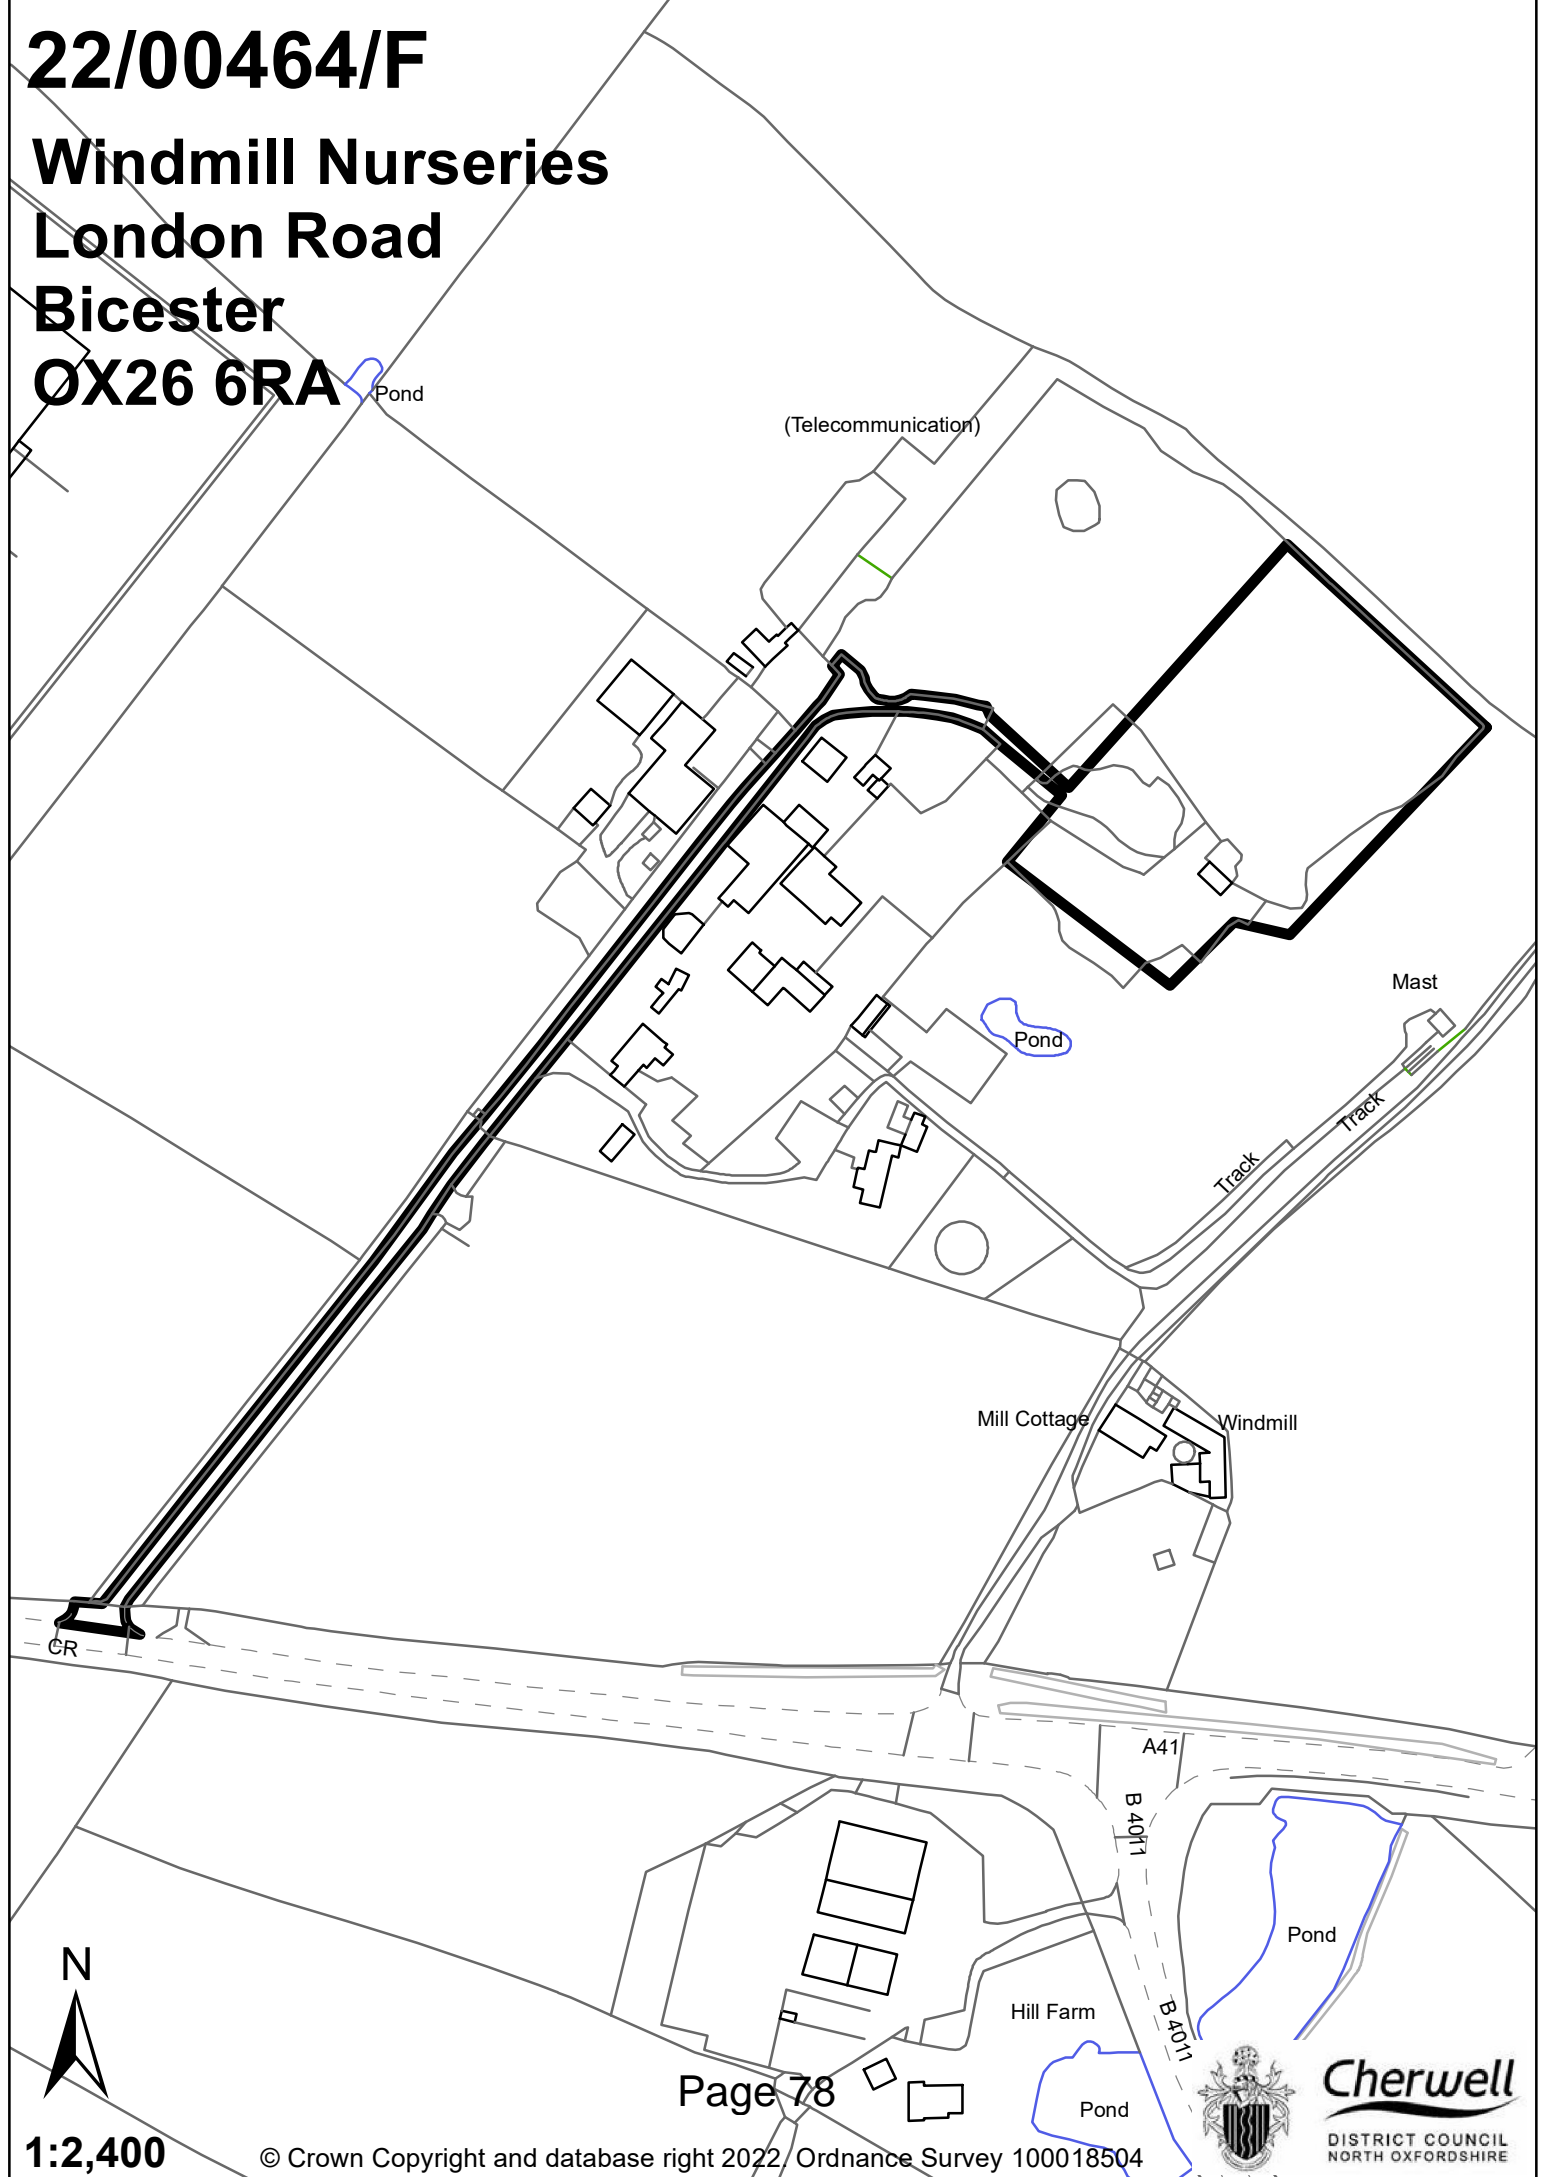 22/00464/F
Windmill Nurseries
London Road
Bicester
OX26 6RA
Pond
(Telecommunication)
Mast
Pond
Track
Track
Mill Cottage
Windmill
CR
A41
B 4011
Pond
N
Hill Farm
B 4011
Page 78
Pond
Cherwell
DISTRICT COUNCIL
NORTH OXFORDSHIRE
1:2,400
© Crown Copyright and database right 2022. Ordnance Survey 100018504